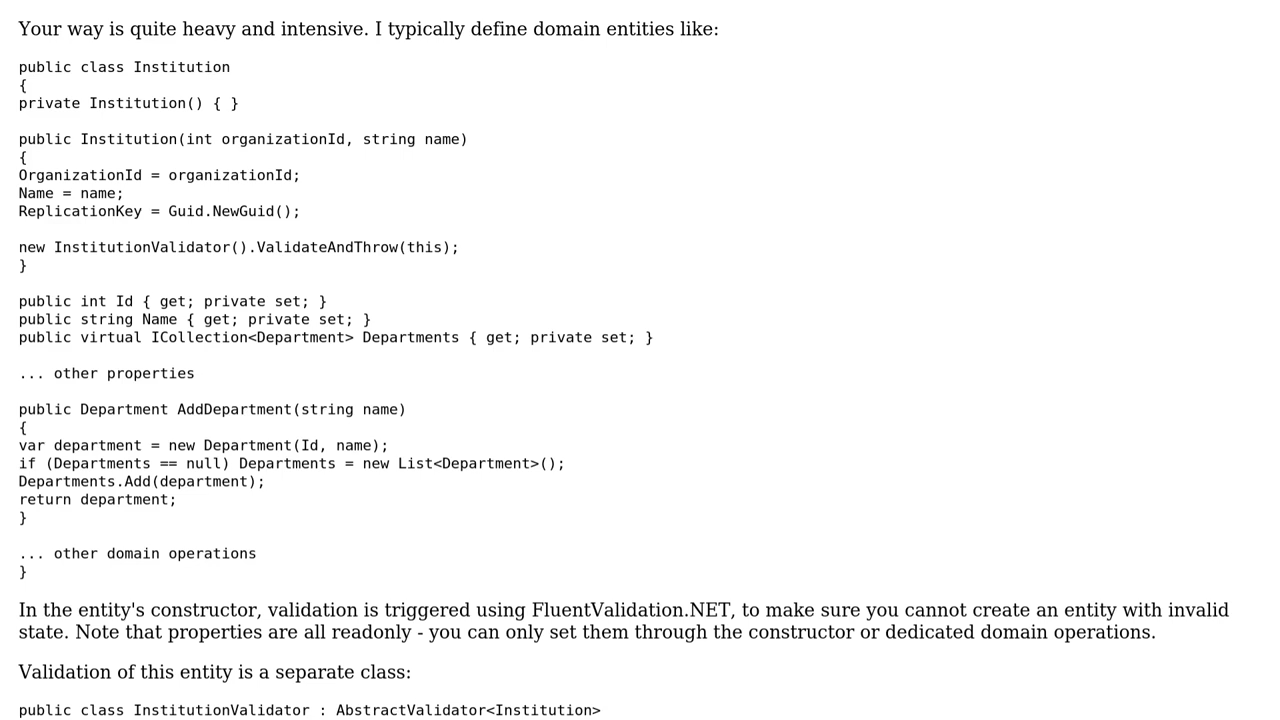 Your way is quite heavy and intensive. I typically define domain entities like:
public class Institution
{
private Institution() { }
public Institution(int organizationId, string name)
{
OrganizationId = organizationId;
Name = name;
ReplicationKey = Guid.NewGuid();
new InstitutionValidator().ValidateAndThrow(this);
}
public int Id { get; private set; }
public string Name { get; private set; }
public virtual ICollection<Department> Departments { get; private set; }
... other properties
public Department AddDepartment(string name)
{
var department = new Department(Id, name);
if (Departments == null) Departments = new List<Department>();
Departments.Add(department);
return department;
}
... other domain operations
}
In the entity's constructor, validation is triggered using FluentValidation.NET, to make sure you cannot create an entity with invalid
state. Note that properties are all readonly - you can only set them through the constructor or dedicated domain operations.
Validation of this entity is a separate class:
public class InstitutionValidator : AbstractValidator<Institution>